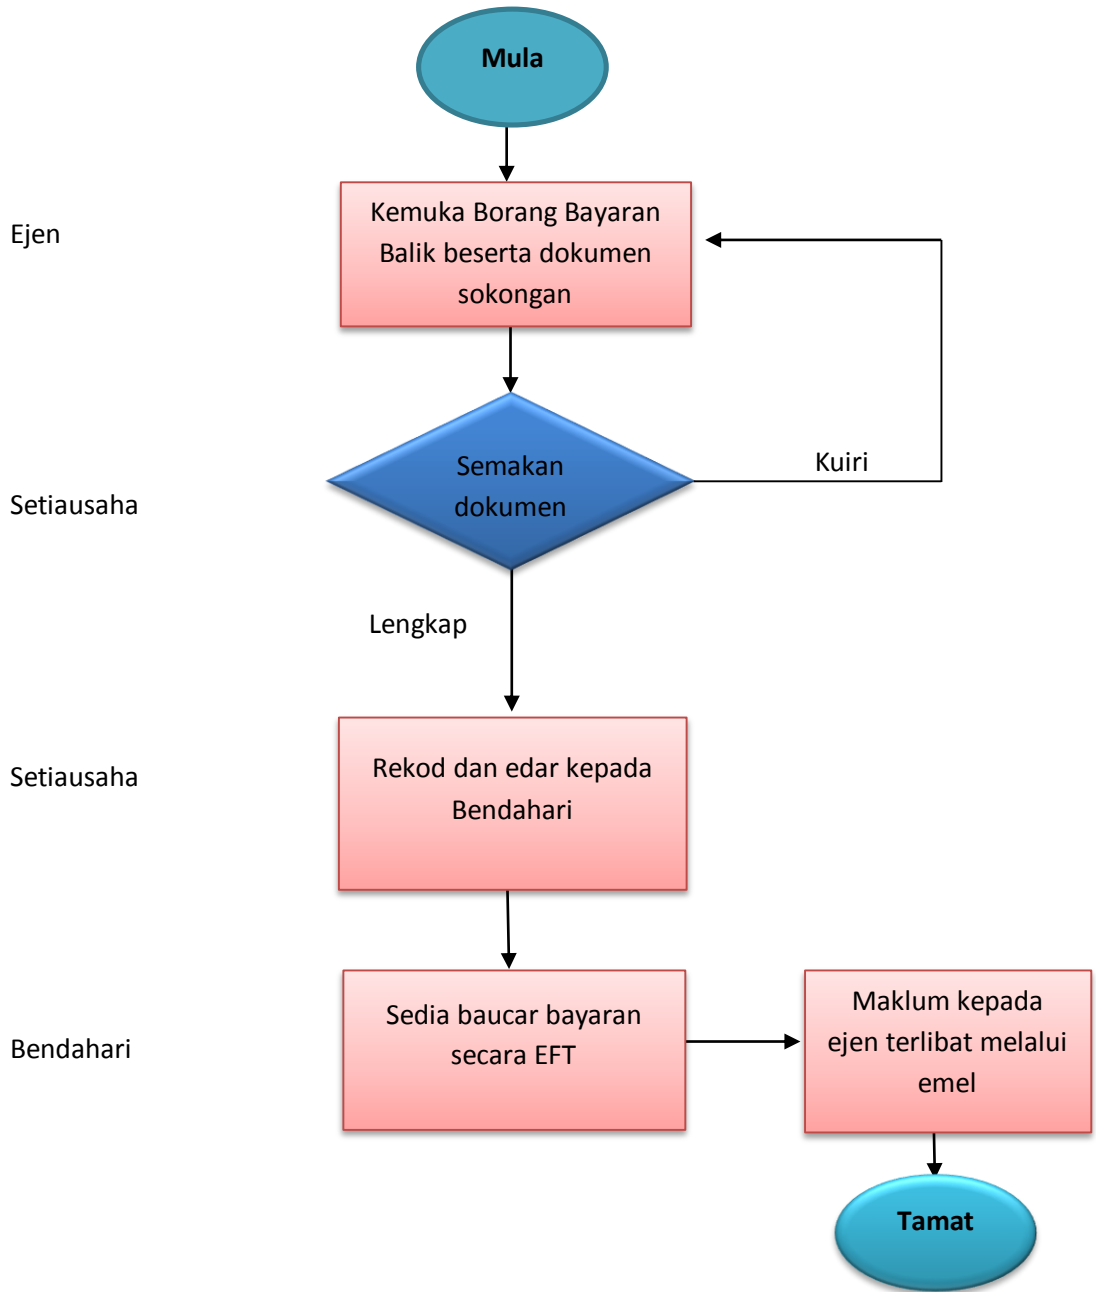 Mula
Ejen
Kemuka Borang Bayaran
Balik beserta dokumen
sokongan
Setiausaha
Semakan
dokumen
Kuiri
Lengkap
Setiausaha
Rekod dan edar kepada
Bendahari
Bendahari
Sedia baucar bayaran
secara EFT
Maklum kepada
ejen terlibat melalui
emel
Tamat